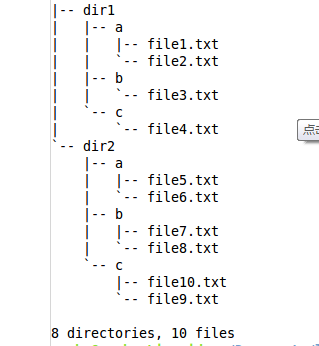 |-- dir1
|   |-- a
|   |   |-- file1.txt
|   |   `-- file2.txt
|   |-- b
|   |   `-- file3.txt
|   `-- c
|       `-- file4.txt
`-- dir2
    |-- a
    |   |-- file5.txt
    |   `-- file6.txt
    |-- b
    |   |-- file7.txt
    |   `-- file8.txt
    `-- c
        |-- file10.txt
        `-- file9.txt
点
8 directories, 10 files